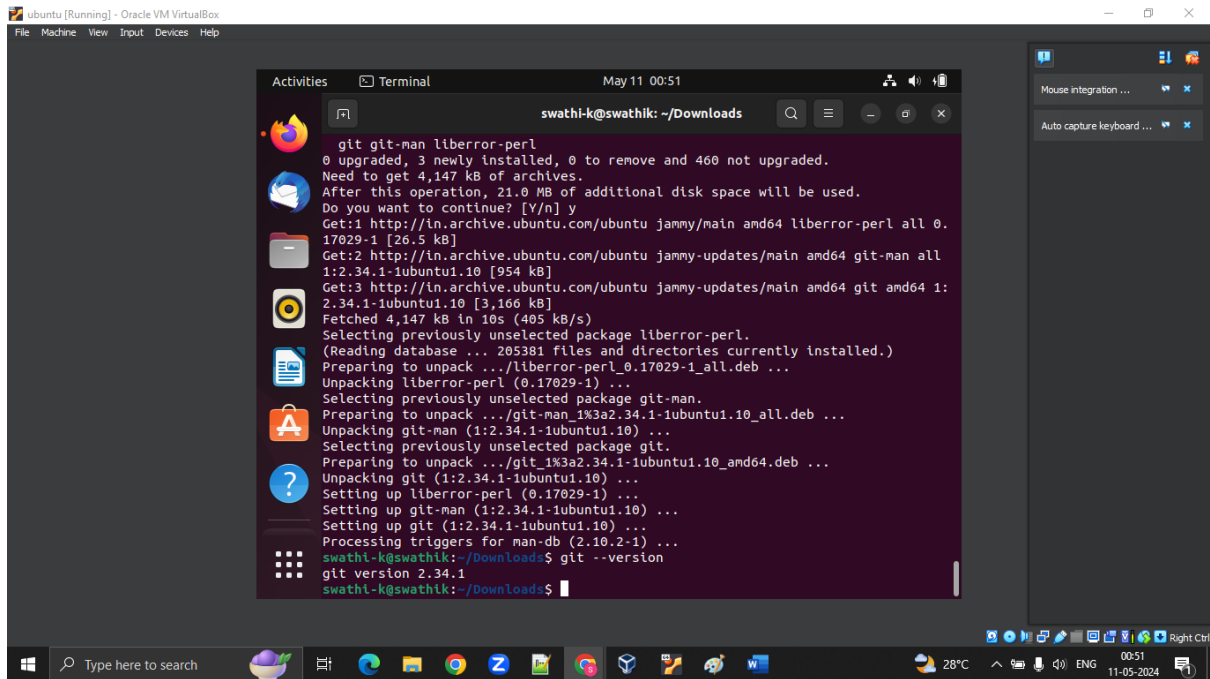 ubuntu [Running] - Oracle VM VirtualBox
File Machine View Input Devices Help
Activities Terminal May 11 00:51
swathi-k@swathik: ~/Downloads
Mouse integration ...
Auto capture keyboard ...
git git-man liberror-perl
0 upgraded, 3 newly installed, 0 to remove and 460 not upgraded.
Need to get 4,147 kB of archives.
After this operation, 21.0 MB of additional disk space will be used.
Do you want to continue? [Y/n] y
Get:1 http://in.archive.ubuntu.com/ubuntu jammy/main amd64 liberror-perl all 0.
17029-1 [26.5 kB]
Get:2 http://in.archive.ubuntu.com/ubuntu jammy-updates/main amd64 git-man all
1:2.34.1-1ubuntu1.10 [954 kB]
Get:3 http://in.archive.ubuntu.com/ubuntu jammy-updates/main amd64 git amd64 1:
2.34.1-1ubuntu1.10 [3,166 kB]
Fetched 4,147 kB in 10s (405 kB/s)
Selecting previously unselected package liberror-perl.
(Reading database ... 205381 files and directories currently installed.)
Preparing to unpack .../liberror-perl_0.17029-1_all.deb ...
Unpacking liberror-perl (0.17029-1) ...
Selecting previously unselected package git-man.
Preparing to unpack .../git-man_1%3a2.34.1-1ubuntu1.10_all.deb ...
Unpacking git-man (1:2.34.1-1ubuntu1.10) ...
Selecting previously unselected package git.
Preparing to unpack .../git_1%3a2.34.1-1ubuntu1.10_amd64.deb ...
Unpacking git (1:2.34.1-1ubuntu1.10) ...
Setting up liberror-perl (0.17029-1) ...
Setting up git-man (1:2.34.1-1ubuntu1.10) ...
Setting up git (1:2.34.1-1ubuntu1.10) ...
Processing triggers for man-db (2.10.2-1) ...
swathi-k@swathik:~/Downloads$ git --version
git version 2.34.1
swathi-k@swathik:~/Downloads$
Right Ctrl
Type here to search
28°C
ENG
00:51
11-05-2024